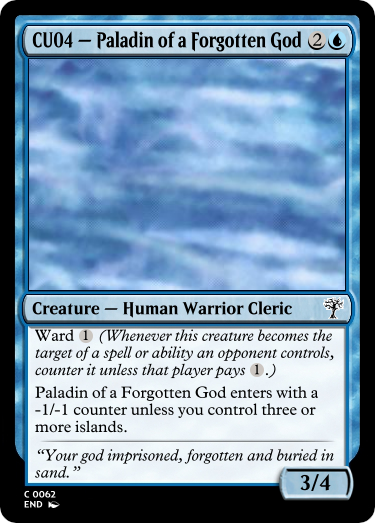 CU04 — Paladin of a Forgotten God 2
Creature — Human Warrior Cleric
Ward 1 (Whenever this creature becomes the
target of a spell or ability an opponent controls,
counter it unless that player pays 1.)
Paladin of a Forgotten God enters with a
-1/-1 counter unless you control three or
more islands.
“Your god imprisoned, forgotten and buried in
sand.”
3/4
C 0062
END